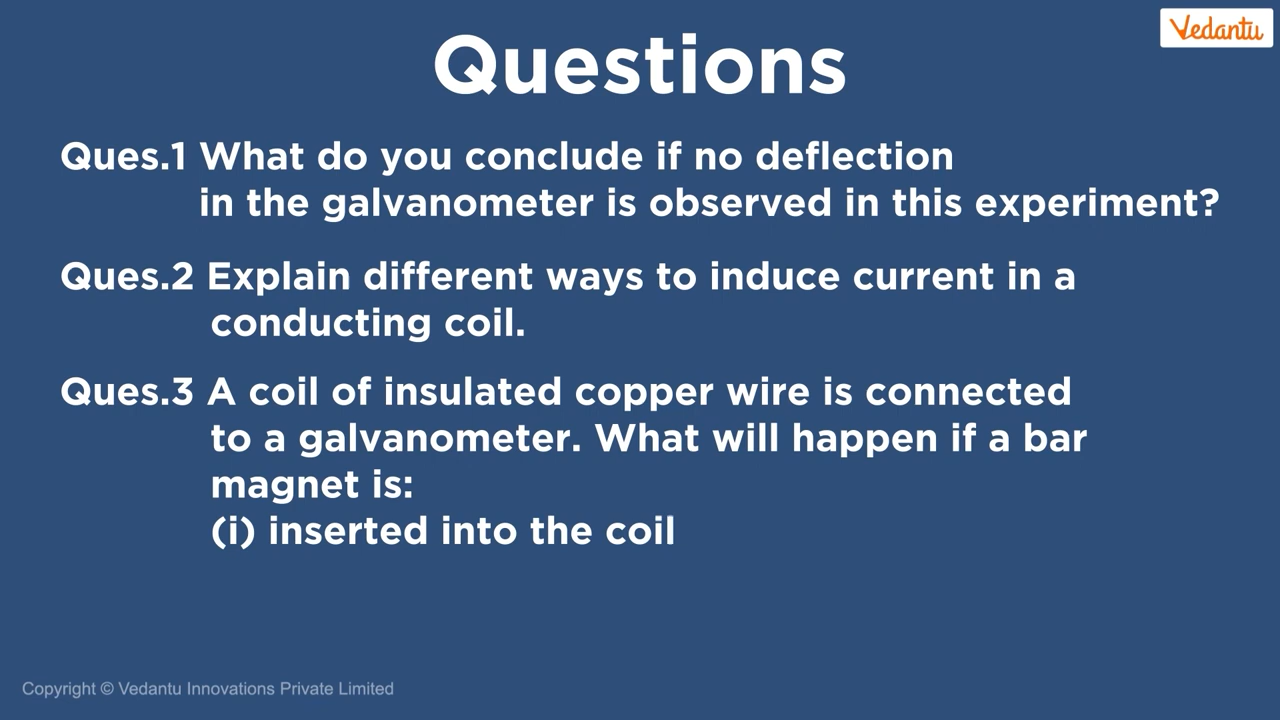 Vedantu
Questions
Ques.1 What do you conclude if no deflection
in the galvanometer is observed in this experiment?
Ques.2 Explain different ways to induce current in a
conducting coil.
Ques.3 A coil of insulated copper wire is connected
to a galvanometer. What will happen if a bar
magnet is:
(i) inserted into the coil
Copyright © Vedantu Innovations Private Limited